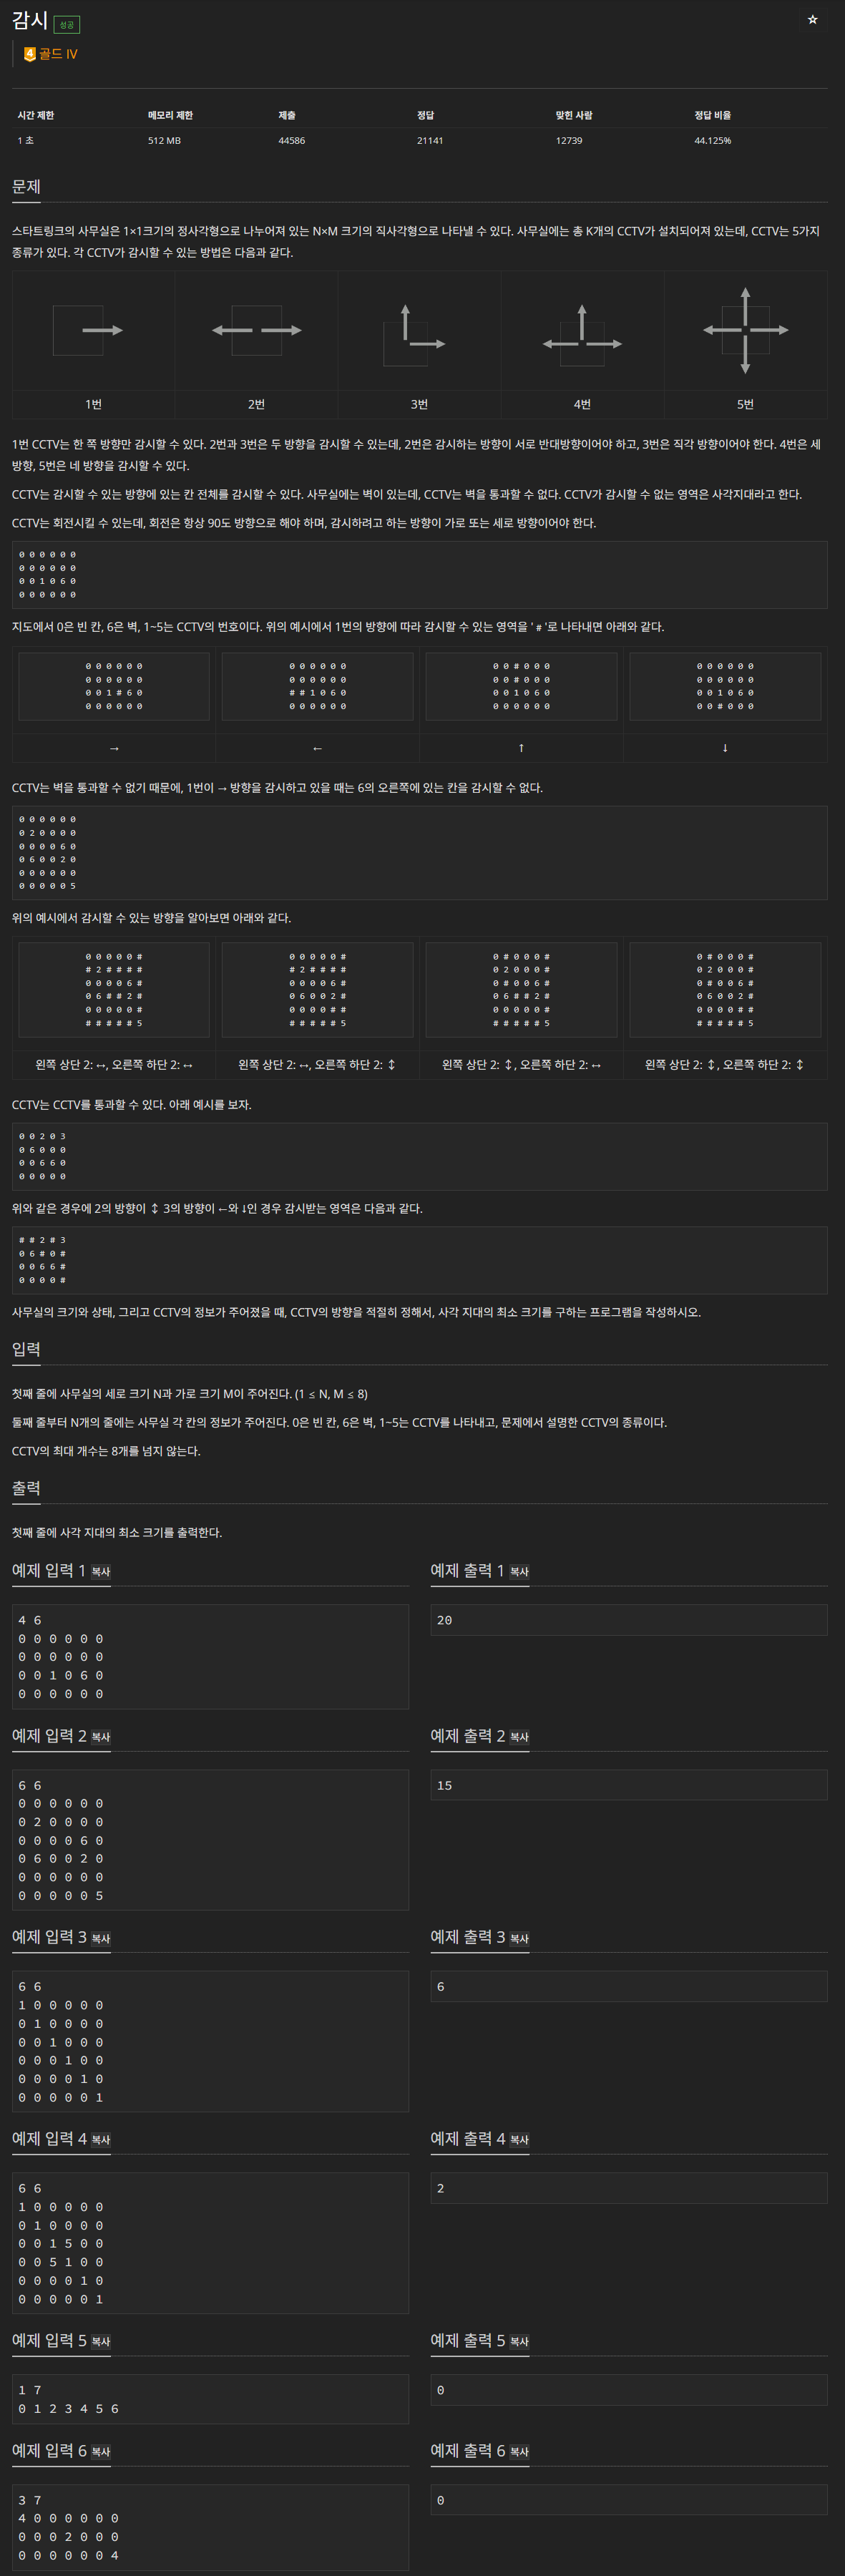 감시 성공
☆
4 골드 IV
시간 제한 메모리 제한 제출 정답 맞힌 사람 정답 비율
1 초 512 MB 44586 21141 12739 44.125%
문제
스타트링크의 사무실은 1×1크기의 정사각형으로 나누어져 있는 N×M 크기의 직사각형으로 나타낼 수 있다. 사무실에는 총 K개의 CCTV가 설치되어져 있는데, CCTV는 5가지
종류가 있다. 각 CCTV가 감시할 수 있는 방법은 다음과 같다.
1번 2번 3번 4번 5번
1번 CCTV는 한 쪽 방향만 감시할 수 있다. 2번과 3번은 두 방향을 감시할 수 있는데, 2번은 감시하는 방향이 서로 반대방향이어야 하고, 3번은 직각 방향이어야 한다. 4번은 세
방향, 5번은 네 방향을 감시할 수 있다.
CCTV는 감시할 수 있는 방향에 있는 칸 전체를 감시할 수 있다. 사무실에는 벽이 있는데, CCTV는 벽을 통과할 수 없다. CCTV가 감시할 수 없는 영역은 사각지대라고 한다.
CCTV는 회전시킬 수 있는데, 회전은 항상 90도 방향으로 해야 하며, 감시하려고 하는 방향이 가로 또는 세로 방향이어야 한다.
0 0 0 0 0 0
0 0 0 0 0 0
0 0 1 0 6 0
0 0 0 0 0 0
지도에서 0은 빈 칸, 6은 벽, 1~5는 CCTV의 번호이다. 위의 예시에서 1번의 방향에 따라 감시할 수 있는 영역을 '#'로 나타내면 아래와 같다.
0 0 0 0 0 0
0 0 0 0 0 0
0 0 1 # 6 0
0 0 0 0 0 0
→
0 0 0 0 0 0
0 0 0 0 0 0
# # 1 0 6 0
0 0 0 0 0 0
←
0 0 # 0 0 0
0 0 # 0 0 0
0 0 1 0 6 0
0 0 0 0 0 0
↑
0 0 0 0 0 0
0 0 0 0 0 0
0 0 1 0 6 0
0 0 # 0 0 0
↓
CCTV는 벽을 통과할 수 없기 때문에, 1번이 → 방향을 감시하고 있을 때는 6의 오른쪽에 있는 칸을 감시할 수 없다.
0 0 0 0 0 0
0 2 0 0 0 0
0 0 0 0 6 0
0 6 0 0 2 0
0 0 0 0 0 0
0 0 0 0 0 5
위의 예시에서 감시할 수 있는 방향을 알아보면 아래와 같다.
0 0 0 0 0 #
# 2 # # # #
0 0 0 0 6 #
0 6 # # 2 #
0 0 0 0 0 #
# # # # # 5
왼쪽 상단 2: ↔, 오른쪽 하단 2: ↔
0 0 0 0 0 #
# 2 # # # #
0 0 0 0 6 #
0 6 0 0 2 #
0 0 0 0 # #
# # # # # 5
왼쪽 상단 2: ↔, 오른쪽 하단 2: ↕
0 # 0 0 0 #
0 2 0 0 0 #
0 # 0 0 6 #
0 6 # # 2 #
0 0 0 0 0 #
# # # # # 5
왼쪽 상단 2: ↕, 오른쪽 하단 2: ↔
0 # 0 0 0 #
0 2 0 0 0 #
0 # 0 0 6 #
0 6 0 0 2 #
0 0 0 0 # #
# # # # # 5
왼쪽 상단 2: ↕, 오른쪽 하단 2: ↕
CCTV는 CCTV를 통과할 수 있다. 아래 예시를 보자.
0 0 2 0 3
0 6 0 0 0
0 0 6 6 0
0 0 0 0 0
위와 같은 경우에 2의 방향이 ↕ 3의 방향이 ←와 ↓인 경우 감시받는 영역은 다음과 같다.
# # 2 # 3
0 6 # 0 #
0 0 6 6 #
0 0 0 0 #
사무실의 크기와 상태, 그리고 CCTV의 정보가 주어졌을 때, CCTV의 방향을 적절히 정해서, 사각 지대의 최소 크기를 구하는 프로그램을 작성하시오.
입력
첫째 줄에 사무실의 세로 크기 N과 가로 크기 M이 주어진다. (1 ≤ N, M ≤ 8)
둘째 줄부터 N개의 줄에는 사무실 각 칸의 정보가 주어진다. 0은 빈 칸, 6은 벽, 1~5는 CCTV를 나타내고, 문제에서 설명한 CCTV의 종류이다.
CCTV의 최대 개수는 8개를 넘지 않는다.
출력
첫째 줄에 사각 지대의 최소 크기를 출력한다.
예제 입력 1 복사
4 6
0 0 0 0 0 0
0 0 0 0 0 0
0 0 1 0 6 0
0 0 0 0 0 0
예제 출력 1 복사
20
예제 입력 2 복사
6 6
0 0 0 0 0 0
0 2 0 0 0 0
0 0 0 0 6 0
0 6 0 0 2 0
0 0 0 0 0 0
0 0 0 0 0 5
예제 출력 2 복사
15
예제 입력 3 복사
6 6
1 0 0 0 0 0
0 1 0 0 0 0
0 0 1 0 0 0
0 0 0 1 0 0
0 0 0 0 1 0
0 0 0 0 0 1
예제 출력 3 복사
6
예제 입력 4 복사
6 6
1 0 0 0 0 0
0 1 0 0 0 0
0 0 1 5 0 0
0 0 5 1 0 0
0 0 0 0 1 0
0 0 0 0 0 1
예제 출력 4 복사
2
예제 입력 5 복사
1 7
0 1 2 3 4 5 6
예제 출력 5 복사
0
예제 입력 6 복사
3 7
4 0 0 0 0 0 0
0 0 0 2 0 0 0
0 0 0 0 0 0 4
예제 출력 6 복사
0